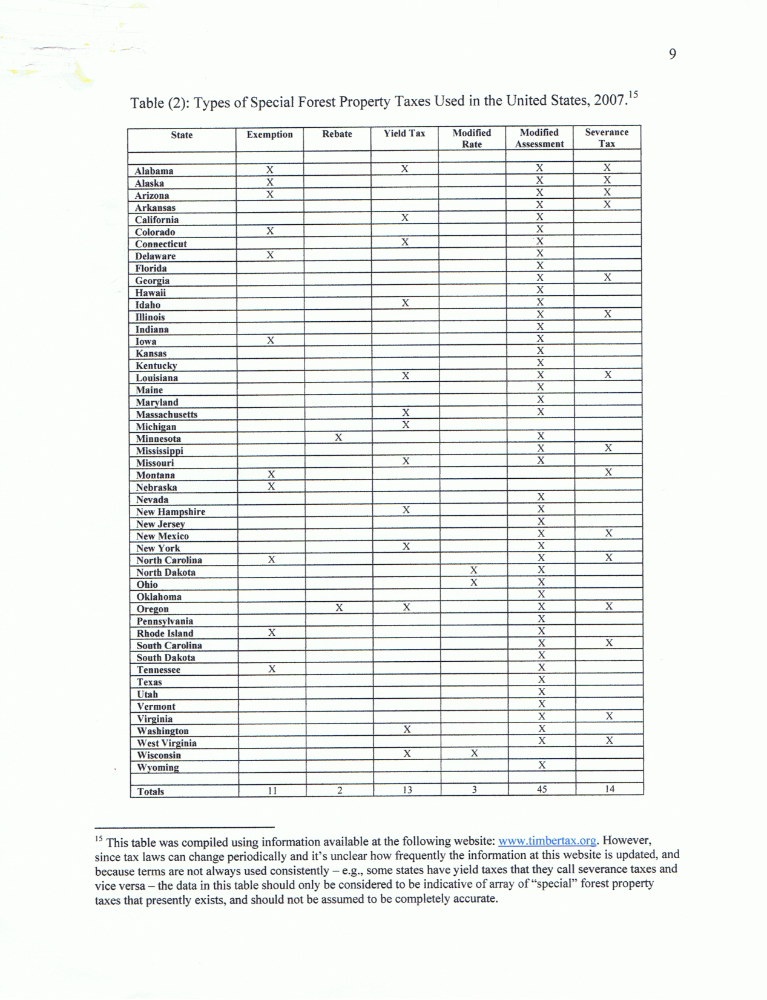 9
Table (2): Types of Special Forest Property Taxes Used in the United States, 2007.15
State Exemption Rebate Yield Tax Modified Rate Modified Assessment Severance Tax
Alabama X X X X
Alaska X X X
Arizona X X X
Arkansas X X
California X X
Colorado X X
Connecticut X X
Delaware X X
Florida X
Georgia X X
Hawaii X
Idaho X X
Illinois X X
Indiana X
Iowa X X
Kansas X
Kentucky X
Louisiana X X X
Maine X
Maryland X
Massachusetts X X
Michigan X
Minnesota X X
Mississippi X X
Missouri X X
Montana X X
Nebraska X
Nevada X
New Hampshire X X
New Jersey X
New Mexico X X
New York X X
North Carolina X X X
North Dakota X X
Ohio X X
Oklahoma X
Oregon X X X X
Pennsylvania X
Rhode Island X X
South Carolina X X
South Dakota X
Tennessee X X
Texas X
Utah X
Vermont X
Virginia X X
Washington X X
West Virginia X X
Wisconsin X X
Wyoming X
Totals 11 2 13 3 45 14
15 This table was compiled using information available at the following website: www.timbertax.org. However,
since tax laws can change periodically and it's unclear how frequently the information at this website is updated, and
because terms are not always used consistently – e.g., some states have yield taxes that they call severance taxes and
vice versa – the data in this table should only be considered to be indicative of array of “special” forest property
taxes that presently exists, and should not be assumed to be completely accurate.